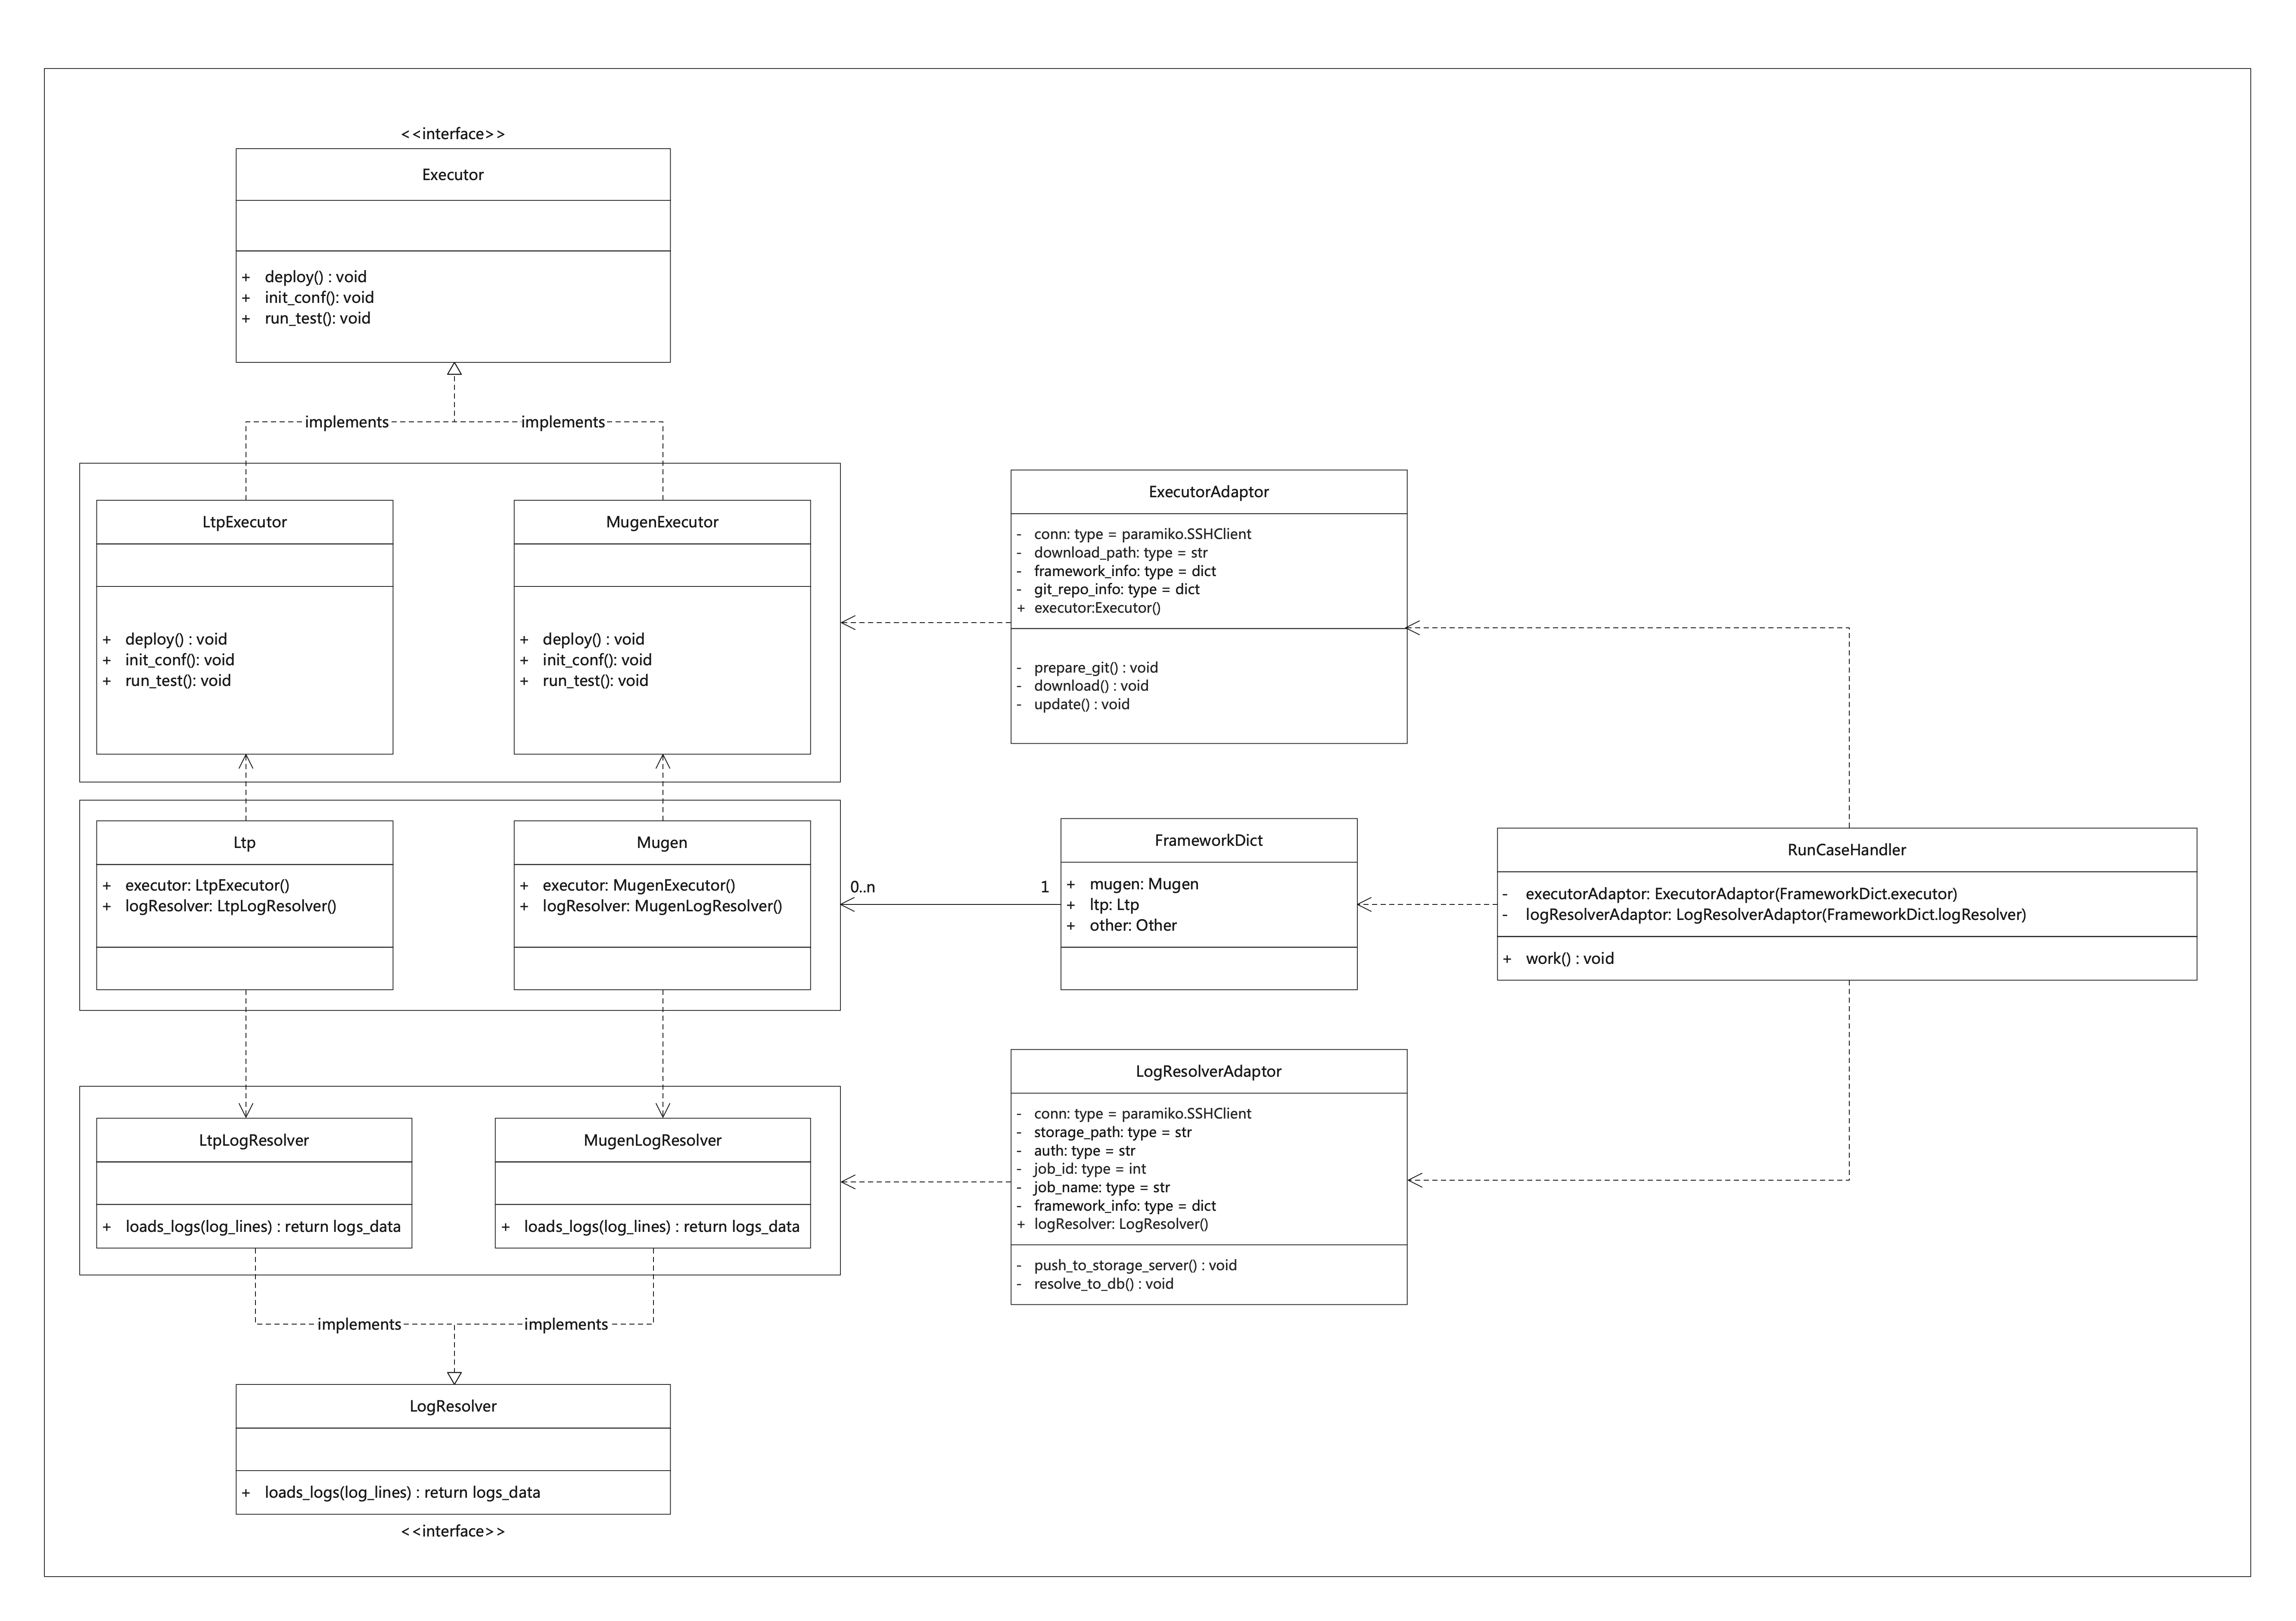 <<interface>>
Executor
+ deploy() : void
+ init_conf(): void
+ run_test(): void
implements
implements
LtpExecutor
+ deploy() : void
+ init_conf(): void
+ run_test(): void
MugenExecutor
+ deploy() : void
+ init_conf(): void
+ run_test(): void
ExecutorAdaptor
- conn: type = paramiko.SSHClient
- download_path: type = str
- framework_info: type = dict
- git_repo_info: type = dict
+ executor:Executor()
- prepare_git() : void
- download() : void
- update() : void
Ltp
+ executor: LtpExecutor()
+ logResolver: LtpLogResolver()
Mugen
+ executor: MugenExecutor()
+ logResolver: MugenLogResolver()
0..n
1
FrameworkDict
+ mugen: Mugen
+ ltp: Ltp
+ other: Other
RunCaseHandler
- executorAdaptor: ExecutorAdaptor(FrameworkDict.executor)
- logResolverAdaptor: LogResolverAdaptor(FrameworkDict.logResolver)
+ work() : void
LtpLogResolver
+ loads_logs(log_lines) : return logs_data
MugenLogResolver
+ loads_logs(log_lines) : return logs_data
LogResolverAdaptor
- conn: type = paramiko.SSHClient
- storage_path: type = str
- auth: type = str
- job_id: type = int
- job_name: type = str
- framework_info: type = dict
+ logResolver: LogResolver()
- push_to_storage_server() : void
- resolve_to_db() : void
implements
implements
LogResolver
+ loads_logs(log_lines) : return logs_data
<<interface>>